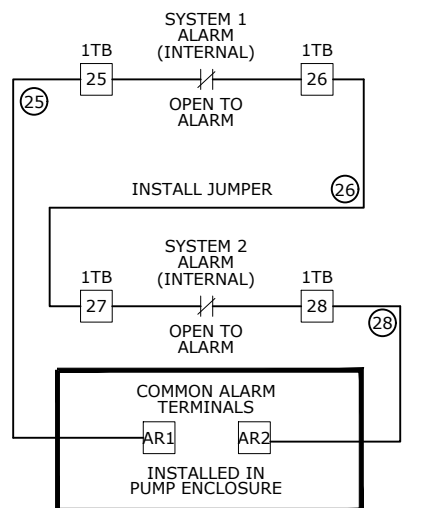 SYSTEM 1
ALARM
(INTERNAL)
1TB
1TB
25
26
OPEN TO
ALARM
25
INSTALL JUMPER
26
SYSTEM 2
ALARM
(INTERNAL)
1TB
1TB
27
28
OPEN TO
ALARM
28
COMMON ALARM
TERMINALS
AR1
AR2
INSTALLED IN
PUMP ENCLOSURE